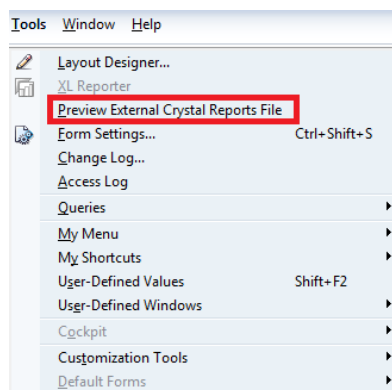 Tools Window Help
Layout Designer...
XL Reporter
Preview External Crystal Reports File
Form Settings... Ctrl+Shift+S
Change Log...
Access Log
Queries
My Menu
My Shortcuts
User-Defined Values Shift+F2
User-Defined Windows
Cockpit
Customization Tools
Default Forms